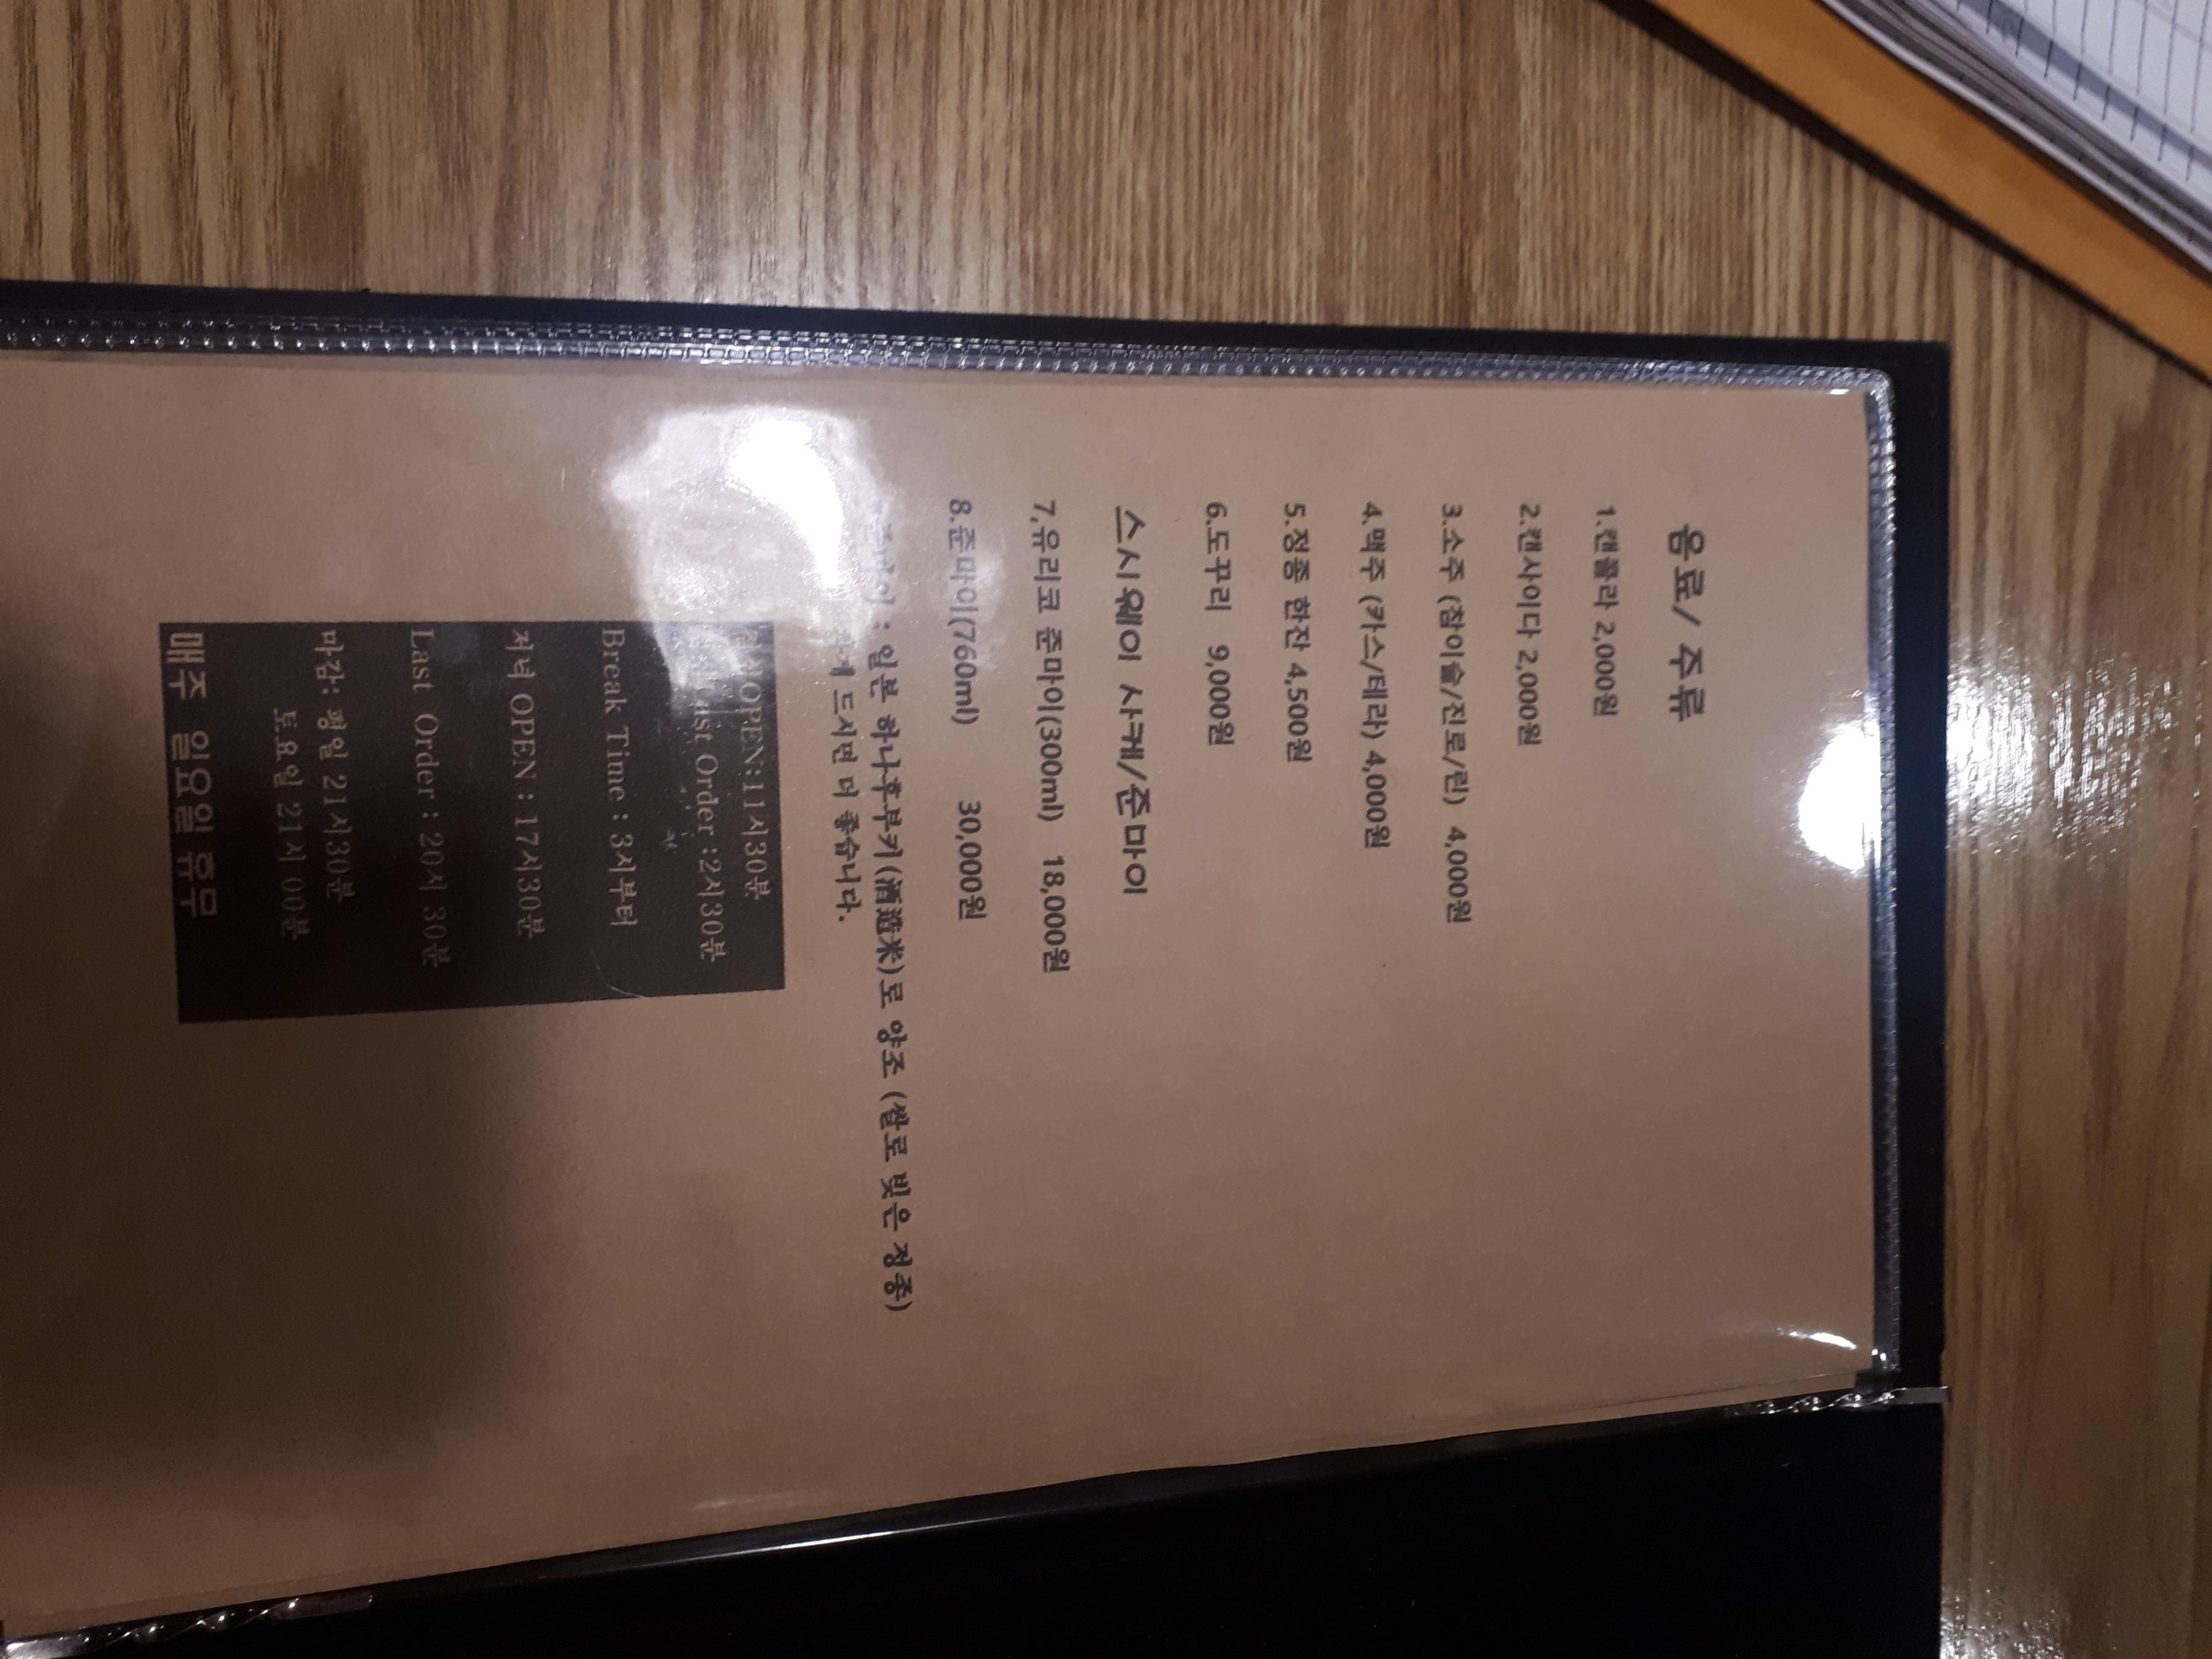 음료/ 주류
1.캔콜라 2,000원
2.캔사이다 2,000원
3.소주 (참이슬/진로/린) 4,000원
4.맥주 (카스/테라) 4,000원
5.정종 한잔 4,500원
6.도꾸리 9,000원
스시웨이 사케/준마이
7,유리코 준마이(300ml) 18,000원
8.준마이(760ml) 30,000원
: 일본 하나후부키(酒造米)로 양조 (쌀로 빚은 정종)
드시면 더 좋습니다.
OPEN:11시30분
Order :2시30분
Break Time : 3시부터
저녁 OPEN : 17시30분
Last Order : 20시 30분
마감: 평일 21시30분
토요일 21시 00분
매주 일요일 휴무